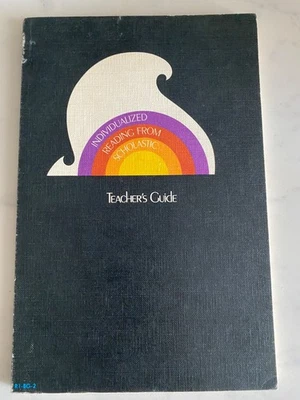 INDIVIDUALIZED
READING FROM
SCHOLASTIC
TEACHER'S GUIDE